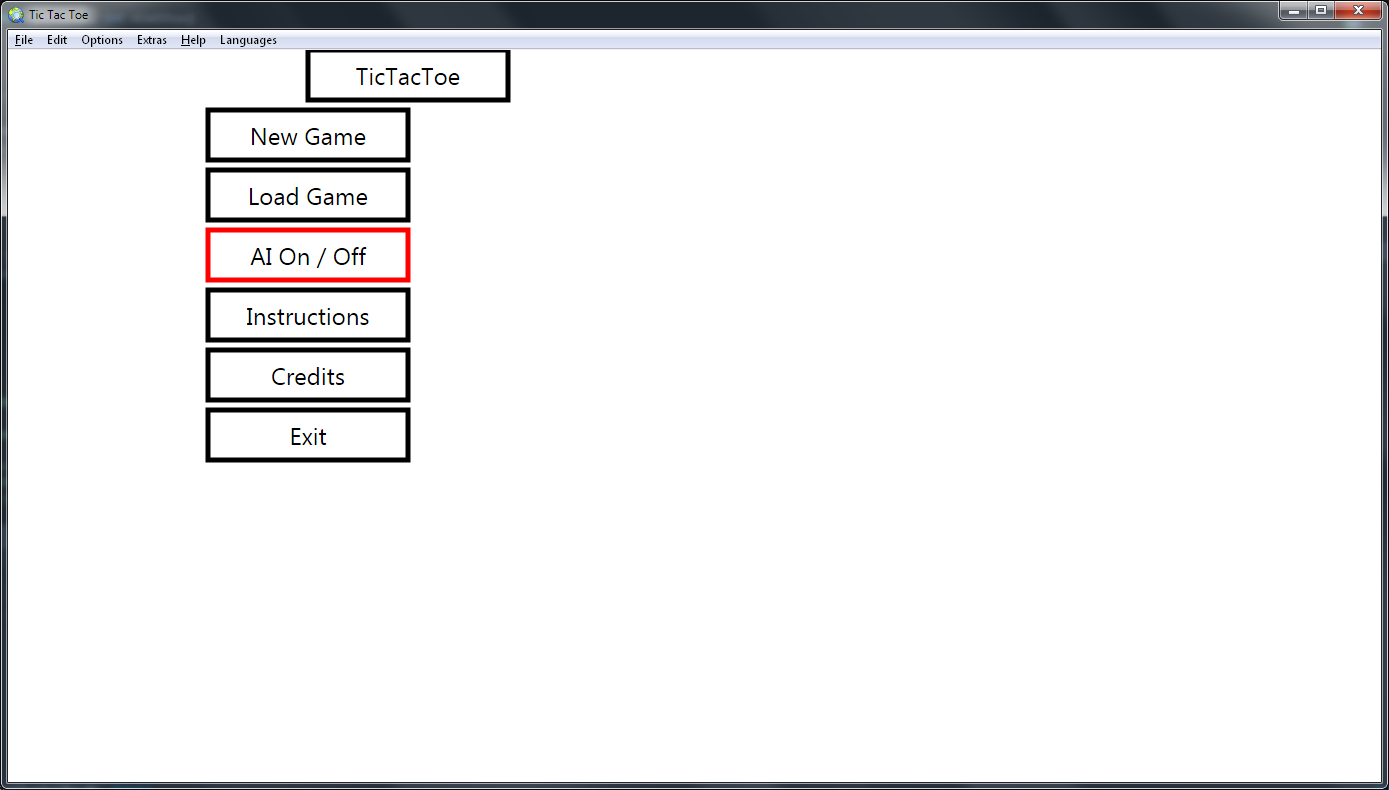 Tic Tac Toe
File Edit Options Extras Help Languages
TicTacToe
New Game
Load Game
AI On / Off
Instructions
Credits
Exit